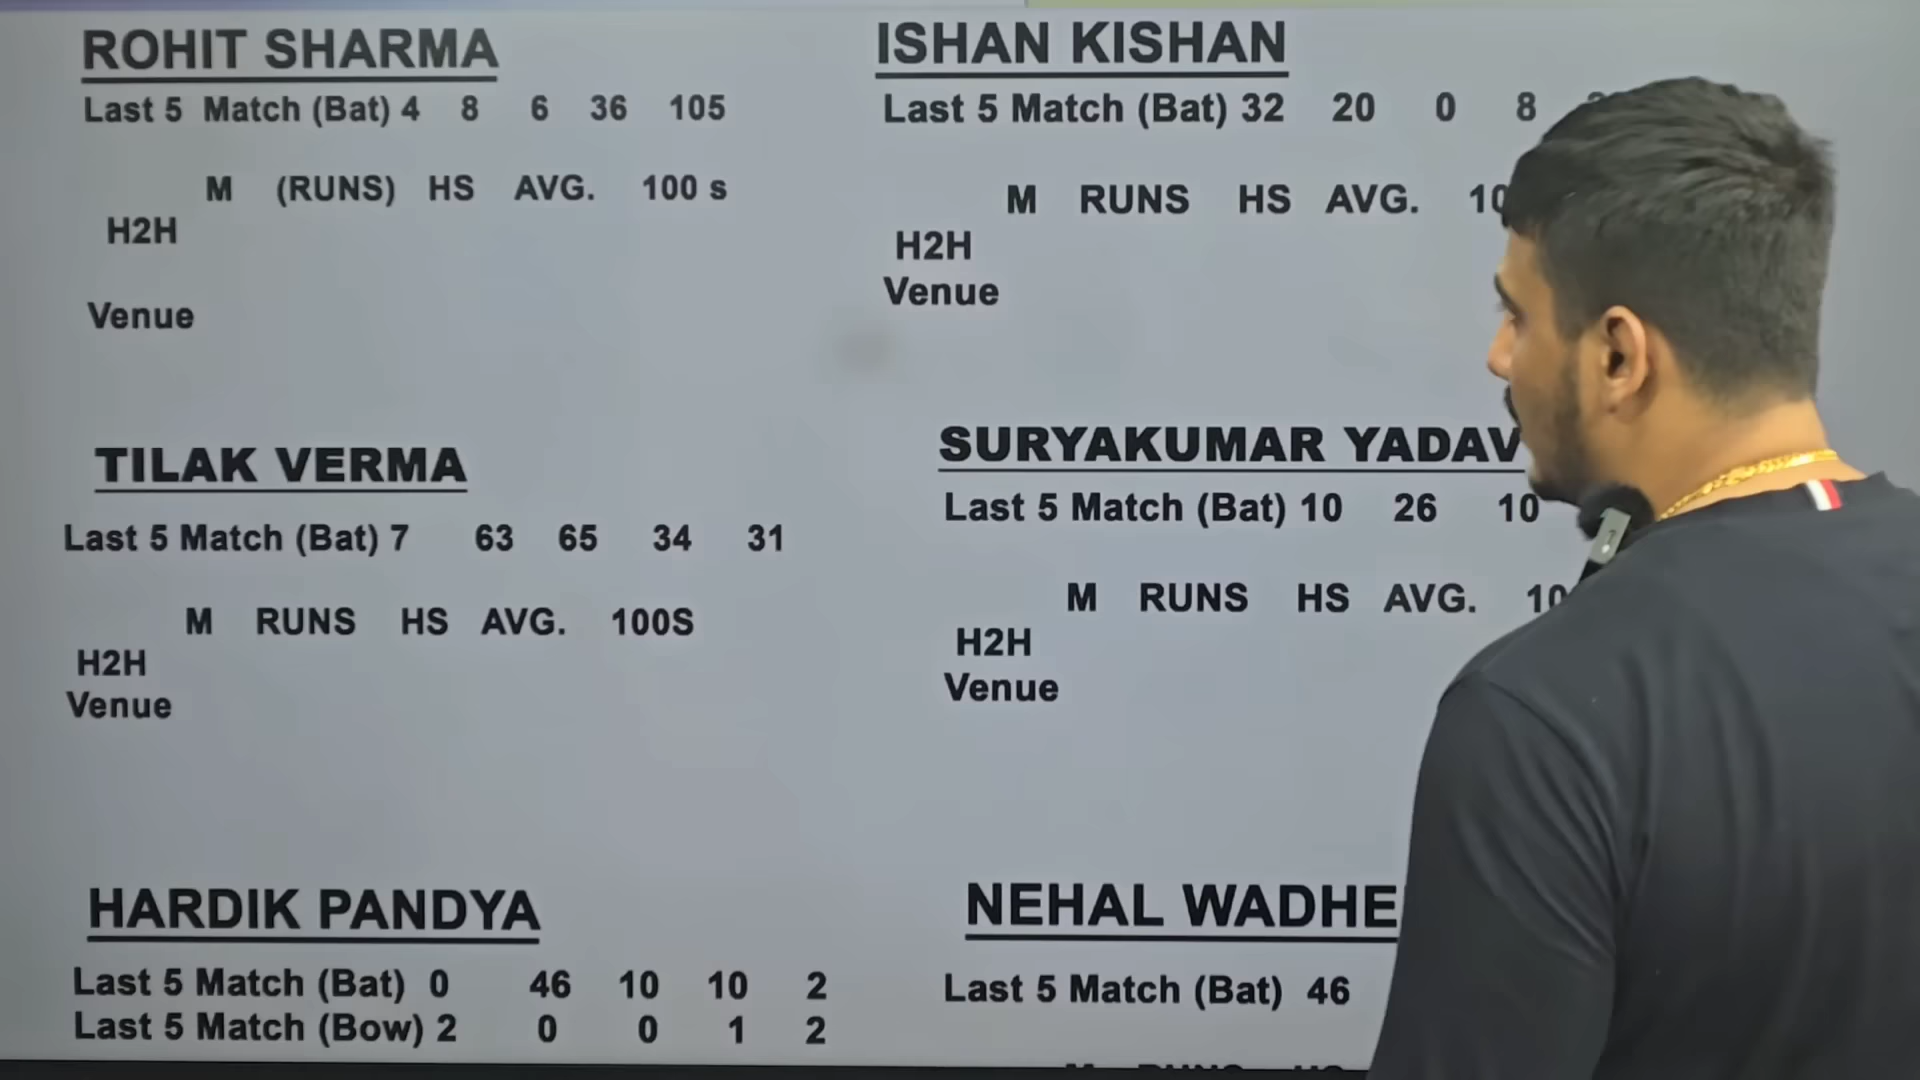 ROHIT SHARMA
Last 5 Match (Bat) 4 8 6 36 105
M (RUNS) HS AVG. 100 s
H2H
Venue
ISHAN KISHAN
Last 5 Match (Bat) 32 20 0 8
M RUNS HS AVG. 10
H2H
Venue
TILAK VERMA
Last 5 Match (Bat) 7 63 65 34 31
M RUNS HS AVG. 100S
H2H
Venue
SURYAKUMAR YADAV
Last 5 Match (Bat) 10 26 10
M RUNS HS AVG. 10
H2H
Venue
HARDIK PANDYA
Last 5 Match (Bat) 0 46 10 10 2
Last 5 Match (Bow) 2 0 0 1 2
NEHAL WADHE
Last 5 Match (Bat) 46